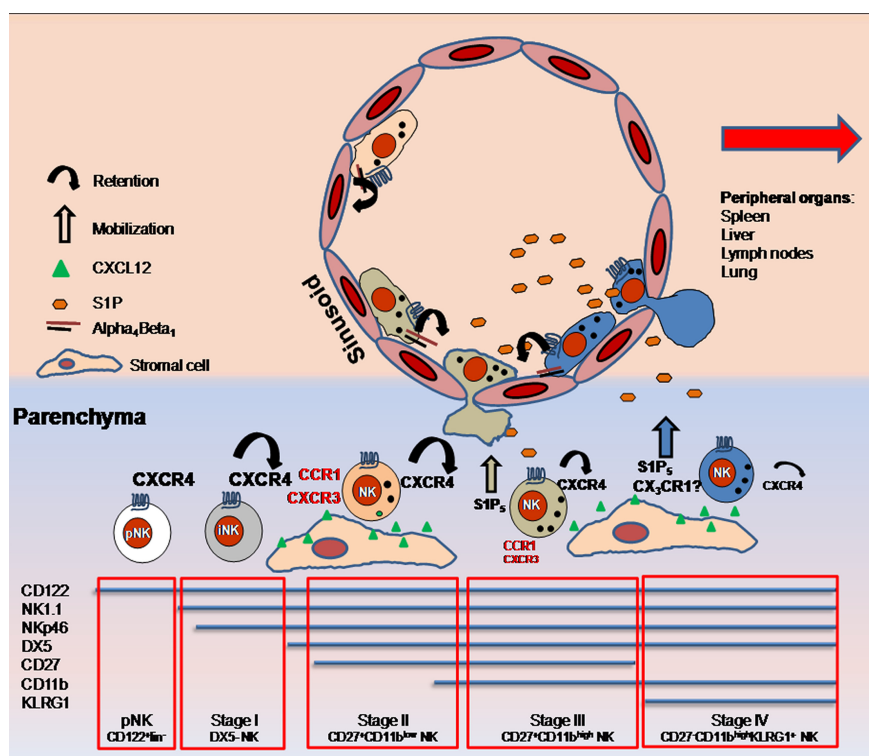 Retention
Mobilization
CXCL12
S1P
Alpha₄Beta₁
Stromal cell
Sinusoid
Peripheral organs:
Spleen
Liver
Lymph nodes
Lung
Parenchyma
CXCR4
pNK
CXCR4
iNK
CCR1
CXCR3
NK
CXCR4
S1P₅
NK
CXCR4
CCR1
CXCR3
S1P₅
CX₃CR1?
NK
CXCR4
CD122
NK1.1
NKp46
DX5
CD27
CD11b
KLRG1
pNK
CD122⁺lin⁻
Stage I
DX5⁻ NK
Stage II
CD27⁺CD11bˡᵒʷ NK
Stage III
CD27⁺CD11bʰⁱᵍʰ NK
Stage IV
CD27⁻CD11bʰⁱᵍʰKLRG1⁺ NK